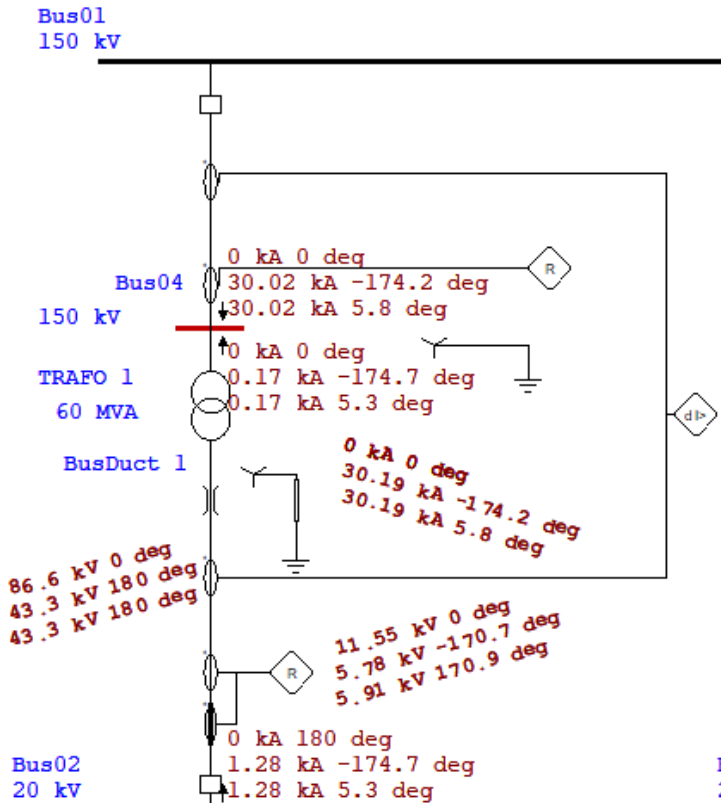 Bus01
150 kV
0 kA 0 deg
30.02 kA -174.2 deg
30.02 kA 5.8 deg
R
Bus04
150 kV
0 kA 0 deg
0.17 kA -174.7 deg
0.17 kA 5.3 deg
TRAFO 1
60 MVA
dI>
BusDuct 1
0 kA 0 deg
30.19 kA -174.2 deg
30.19 kA 5.8 deg
86.6 kV 0 deg
43.3 kV 180 deg
43.3 kV 180 deg
11.55 kV 0 deg
5.78 kV -170.7 deg
5.91 kV 170.9 deg
R
0 kA 180 deg
1.28 kA -174.7 deg
1.28 kA 5.3 deg
Bus02
20 kV